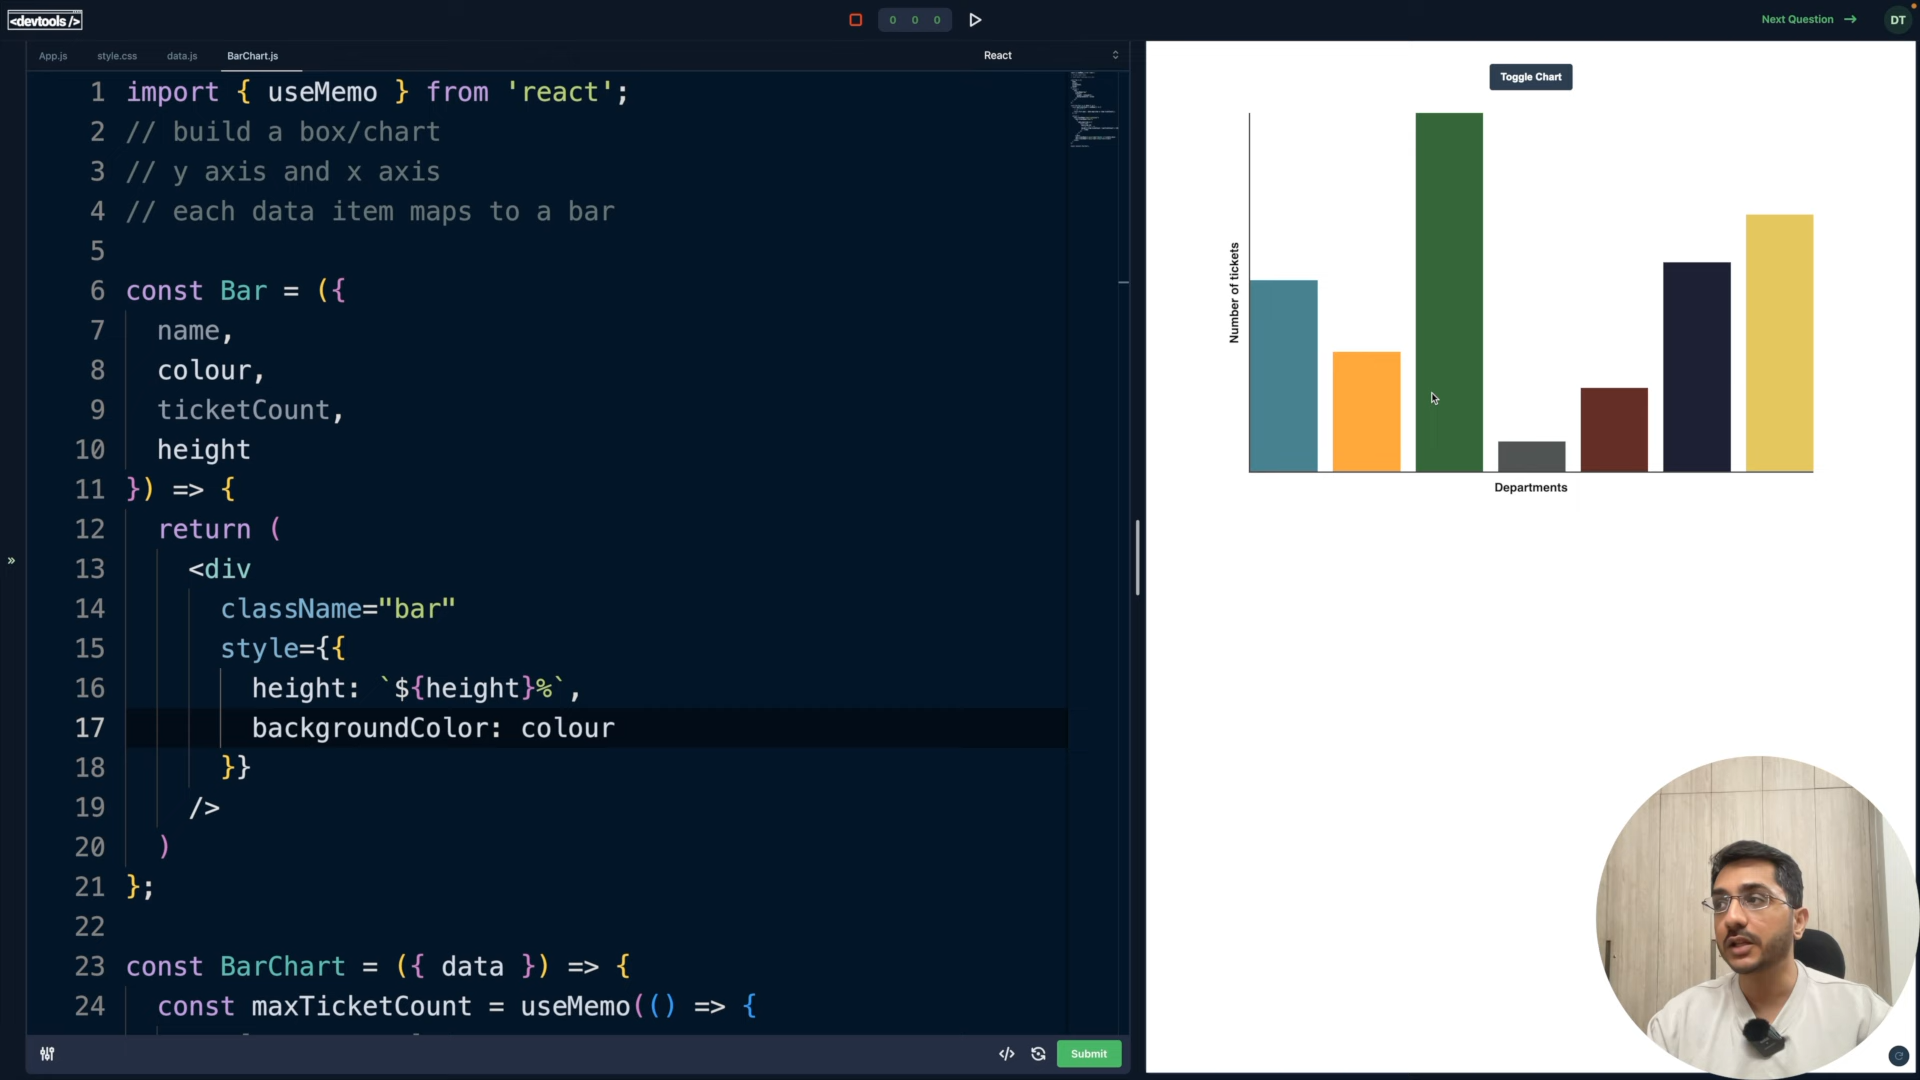 <devtools />
0 0 0
Next Question
DT
App.js style.css data.js BarChart.js
React
1 import { useMemo } from 'react';
2 // build a box/chart
3 // y axis and x axis
4 // each data item maps to a bar
5
6 const Bar = ({
7 name,
8 colour,
9 ticketCount,
10 height
11 }) => {
12 return (
13 <div
14 className="bar"
15 style={{
16 height: `${height}%`,
17 backgroundColor: colour
18 }}
19 />
20 )
21 };
22
23 const BarChart = ({ data }) => {
24 const maxTicketCount = useMemo(() => {
Submit
Toggle Chart
Number of tickets
Departments